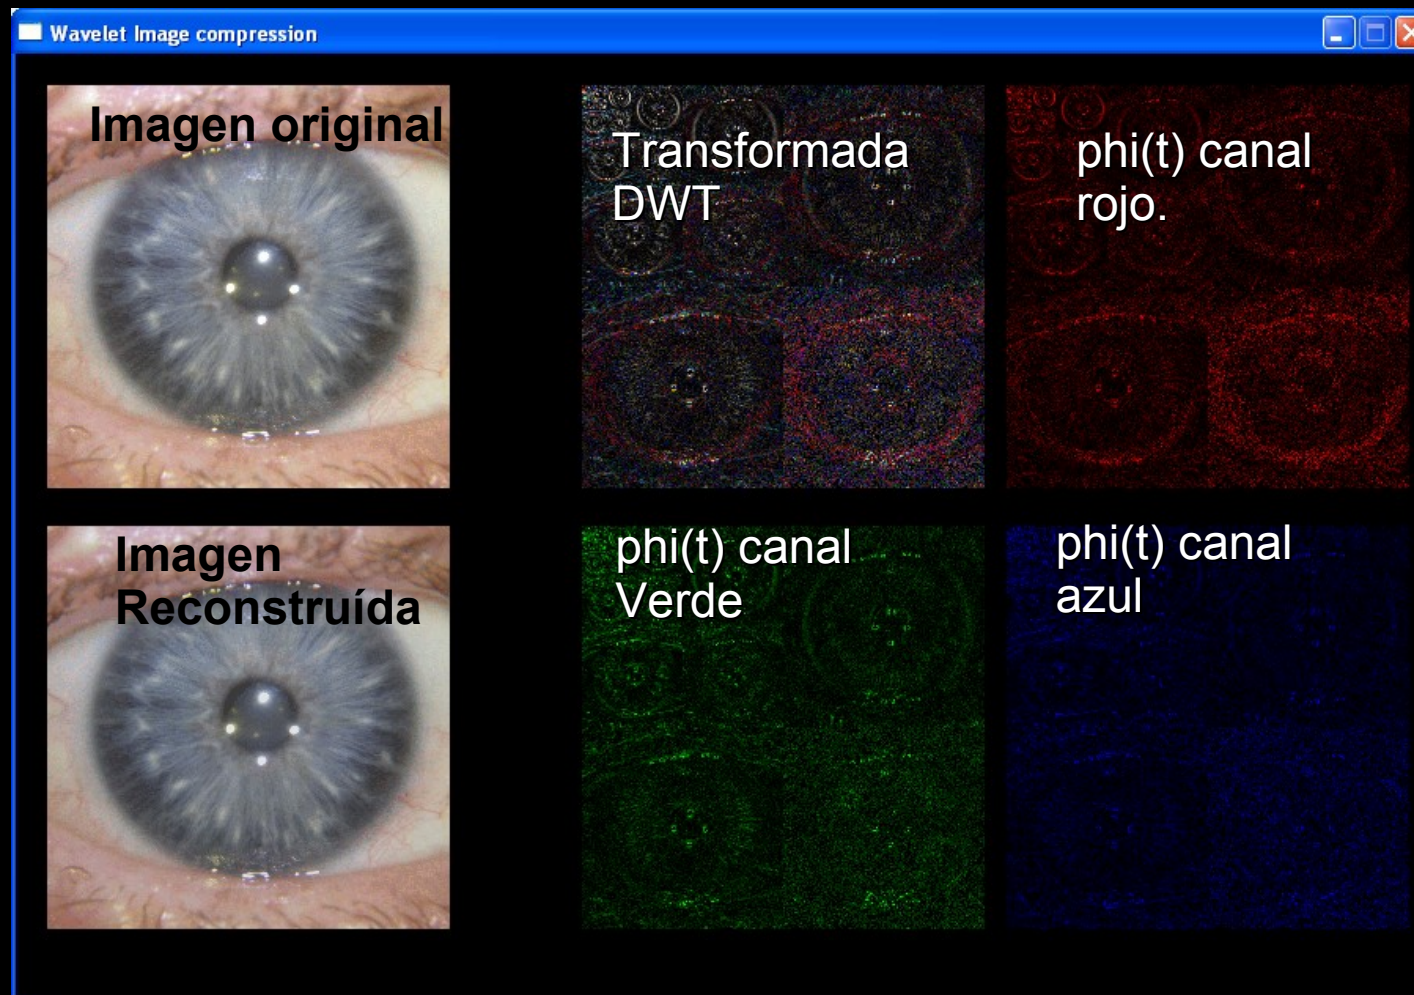 Wavelet Image compression
Imagen original
Transformada
DWT
phi(t) canal
rojo.
Imagen
Reconstruída
phi(t) canal
Verde
phi(t) canal
azul